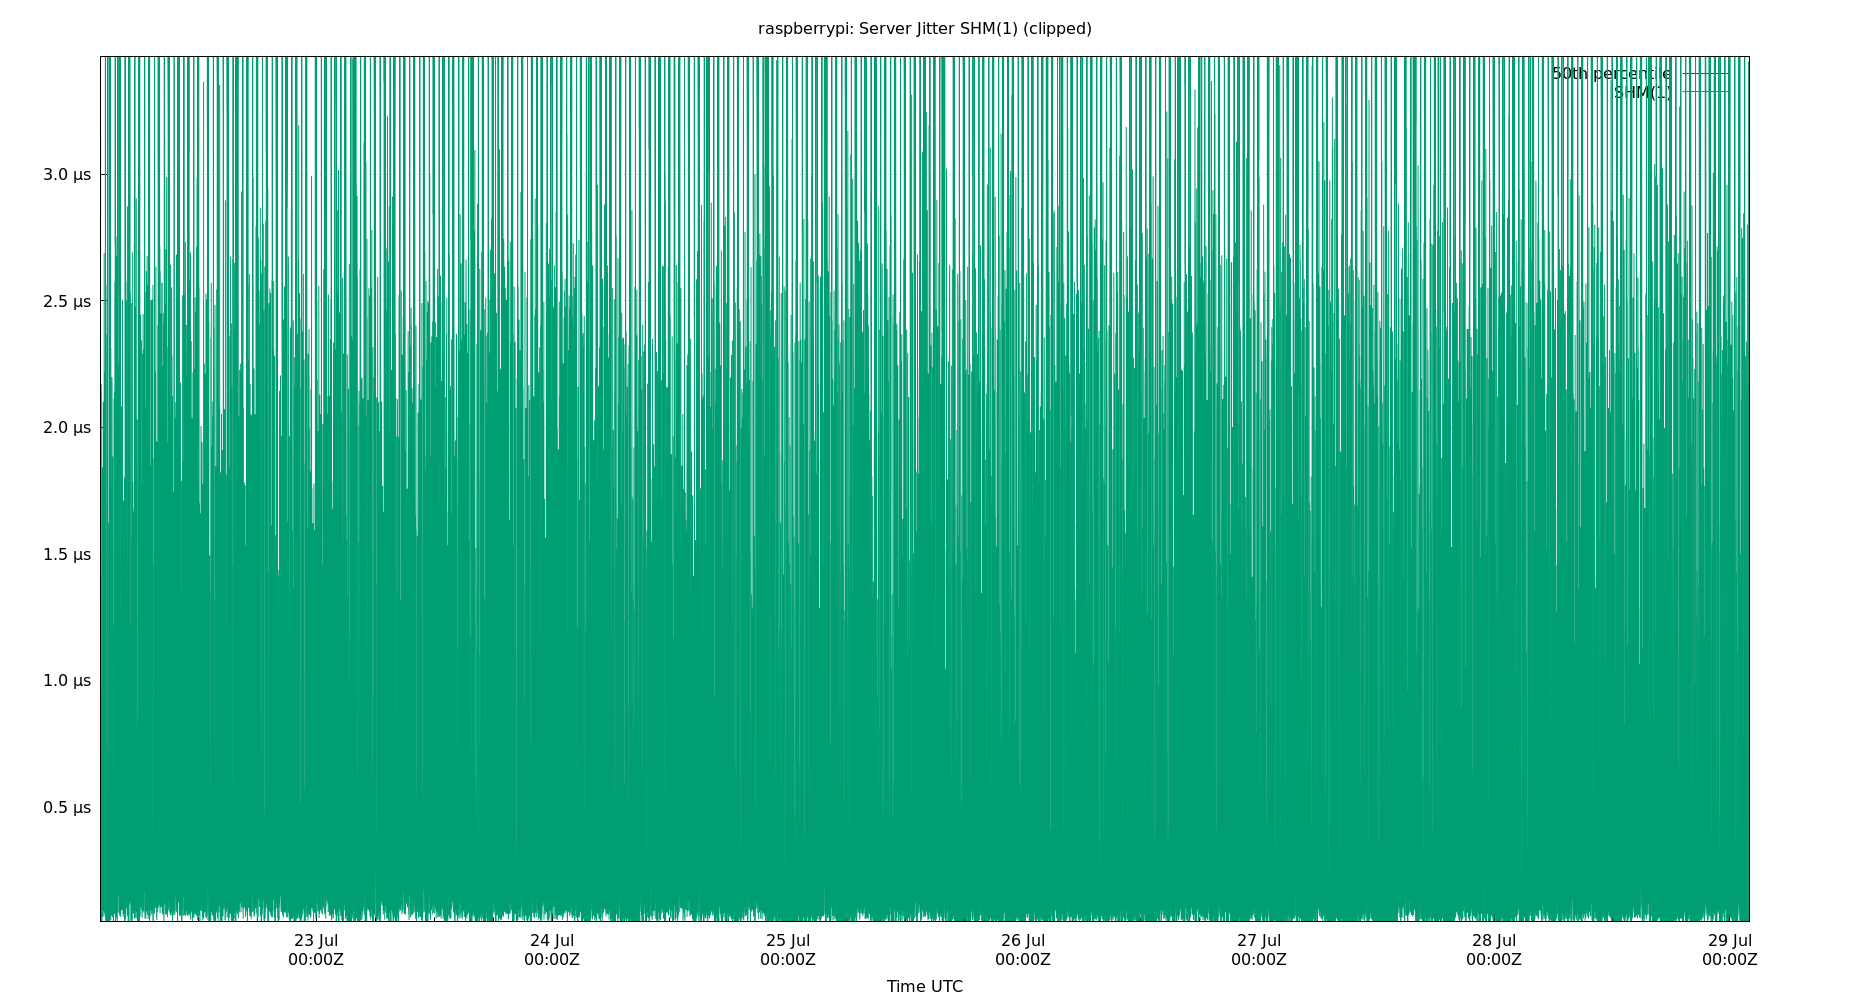 raspberrypi: Server Jitter SHM(1) (clipped)
50th percentile
SHM(1)
3.0 µs
2.5 µs
2.0 µs
1.5 µs
1.0 µs
0.5 µs
23 Jul 24 Jul 25 Jul 26 Jul 27 Jul 28 Jul 29 Jul
00:00Z 00:00Z 00:00Z 00:00Z 00:00Z 00:00Z 00:00Z
Time UTC